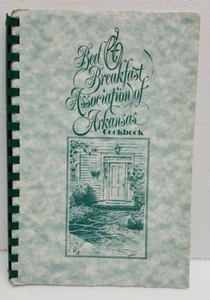 Bed &
Breakfast
Association of
Arkansas
Cookbook